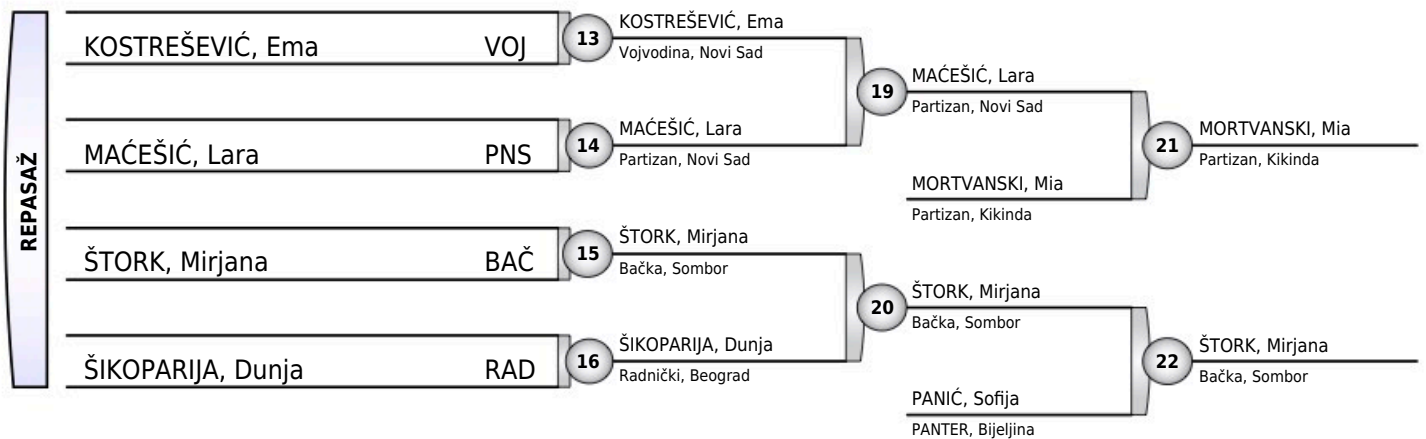 REPASAŽ
KOSTREŠEVIĆ, Ema VOJ
13
KOSTREŠEVIĆ, Ema
Vojvodina, Novi Sad
MAĆEŠIĆ, Lara PNS
14
MAĆEŠIĆ, Lara
Partizan, Novi Sad
ŠTORK, Mirjana BAČ
15
ŠTORK, Mirjana
Bačka, Sombor
ŠIKOPARIJA, Dunja RAD
16
ŠIKOPARIJA, Dunja
Radnički, Beograd
19
MAĆEŠIĆ, Lara
Partizan, Novi Sad
MORTVANSKI, Mia
Partizan, Kikinda
20
ŠTORK, Mirjana
Bačka, Sombor
PANIĆ, Sofija
PANTER, Bijeljina
21
MORTVANSKI, Mia
Partizan, Kikinda
22
ŠTORK, Mirjana
Bačka, Sombor